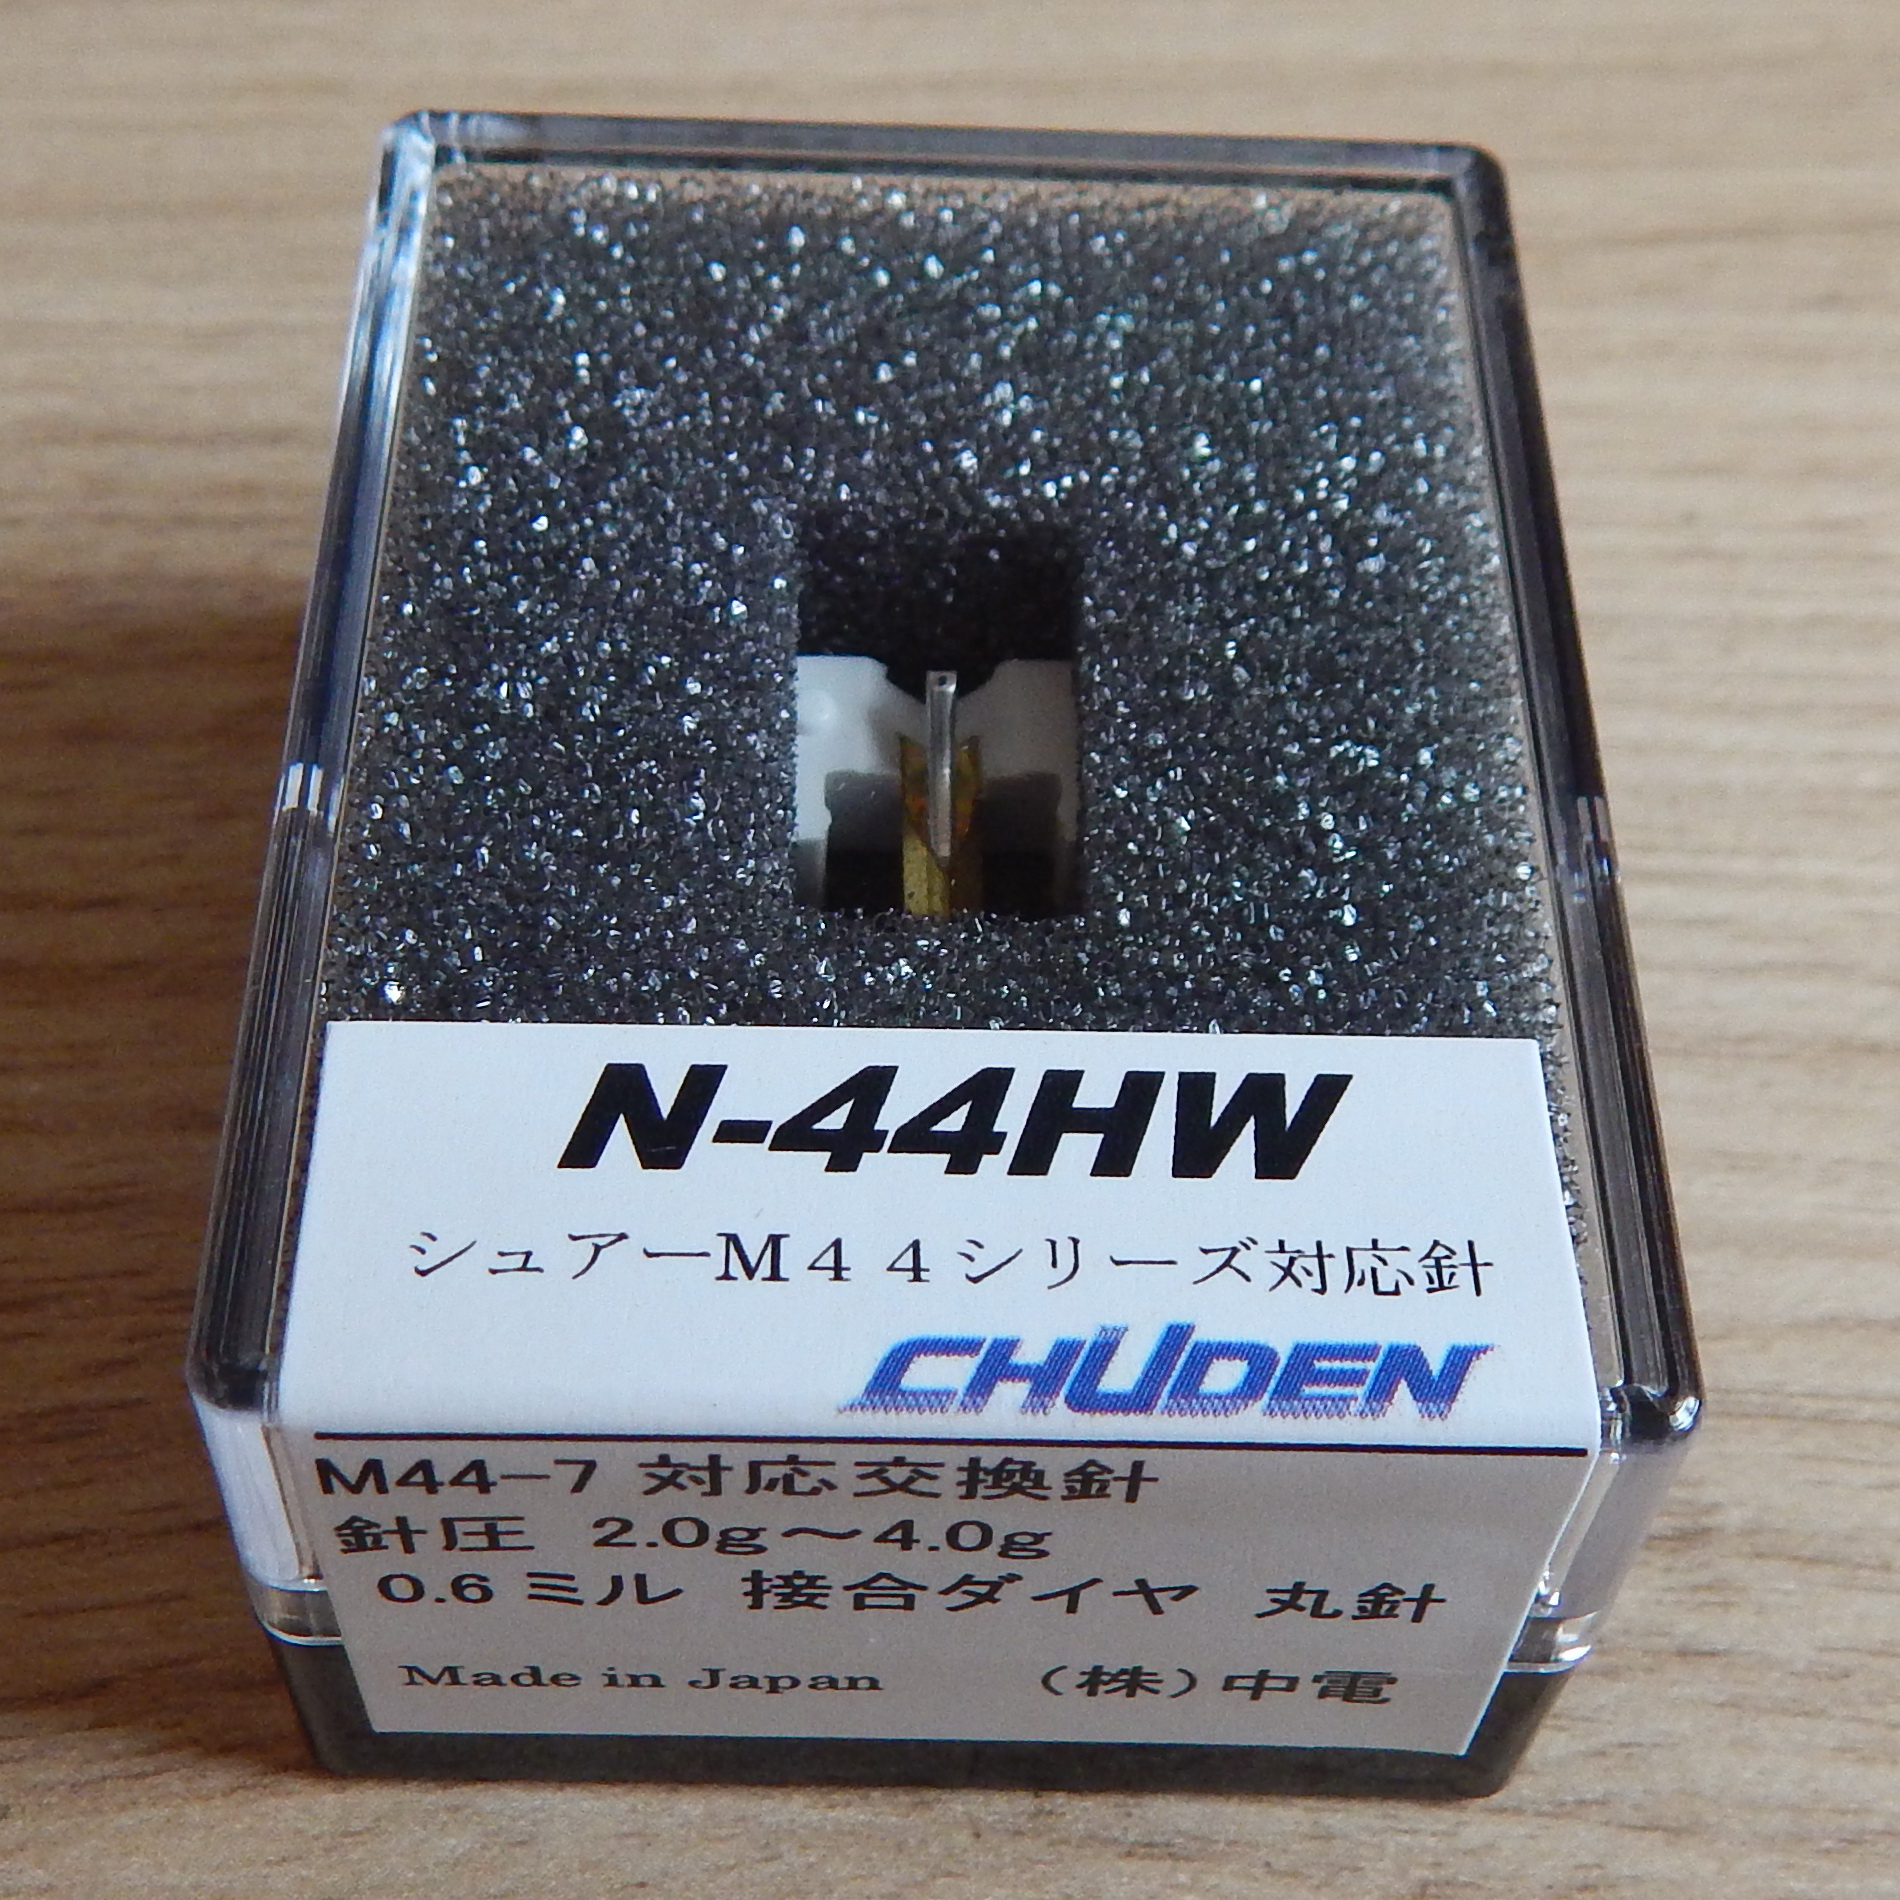 N-44HW
シュアーM４４シリーズ対応針
CHUDEN
M44-7 対応交換針
針圧 2.0g～4.0g
0.6ミル 接合ダイヤ 丸針
Made in Japan (株)中電